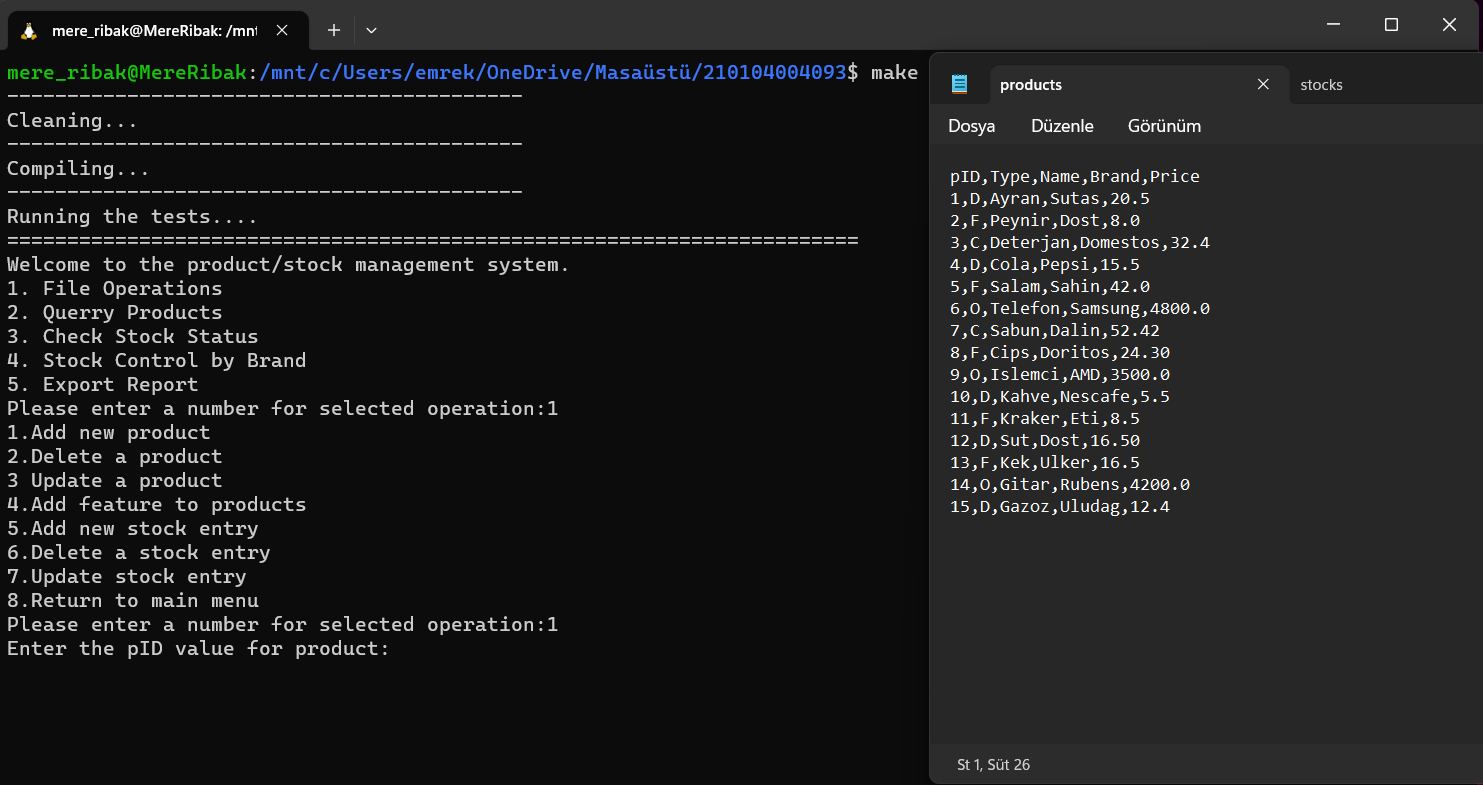 mere_ribak@MereRibak: /mnt
mere_ribak@MereRibak:/mnt/c/Users/emrek/OneDrive/Masaüstü/210104004093$ make
-------------------------------------------
Cleaning...
-------------------------------------------
Compiling...
-------------------------------------------
Running the tests....
=======================================================================
Welcome to the product/stock management system.
1. File Operations
2. Querry Products
3. Check Stock Status
4. Stock Control by Brand
5. Export Report
Please enter a number for selected operation:1
1.Add new product
2.Delete a product
3 Update a product
4.Add feature to products
5.Add new stock entry
6.Delete a stock entry
7.Update stock entry
8.Return to main menu
Please enter a number for selected operation:1
Enter the pID value for product:
products
stocks
Dosya
Düzenle
Görünüm
pID,Type,Name,Brand,Price
1,D,Ayran,Sutas,20.5
2,F,Peynir,Dost,8.0
3,C,Deterjan,Domestos,32.4
4,D,Cola,Pepsi,15.5
5,F,Salam,Sahin,42.0
6,O,Telefon,Samsung,4800.0
7,C,Sabun,Dalin,52.42
8,F,Cips,Doritos,24.30
9,O,Islemci,AMD,3500.0
10,D,Kahve,Nescafe,5.5
11,F,Kraker,Eti,8.5
12,D,Sut,Dost,16.50
13,F,Kek,Ulker,16.5
14,O,Gitar,Rubens,4200.0
15,D,Gazoz,Uludag,12.4
St 1, Süt 26